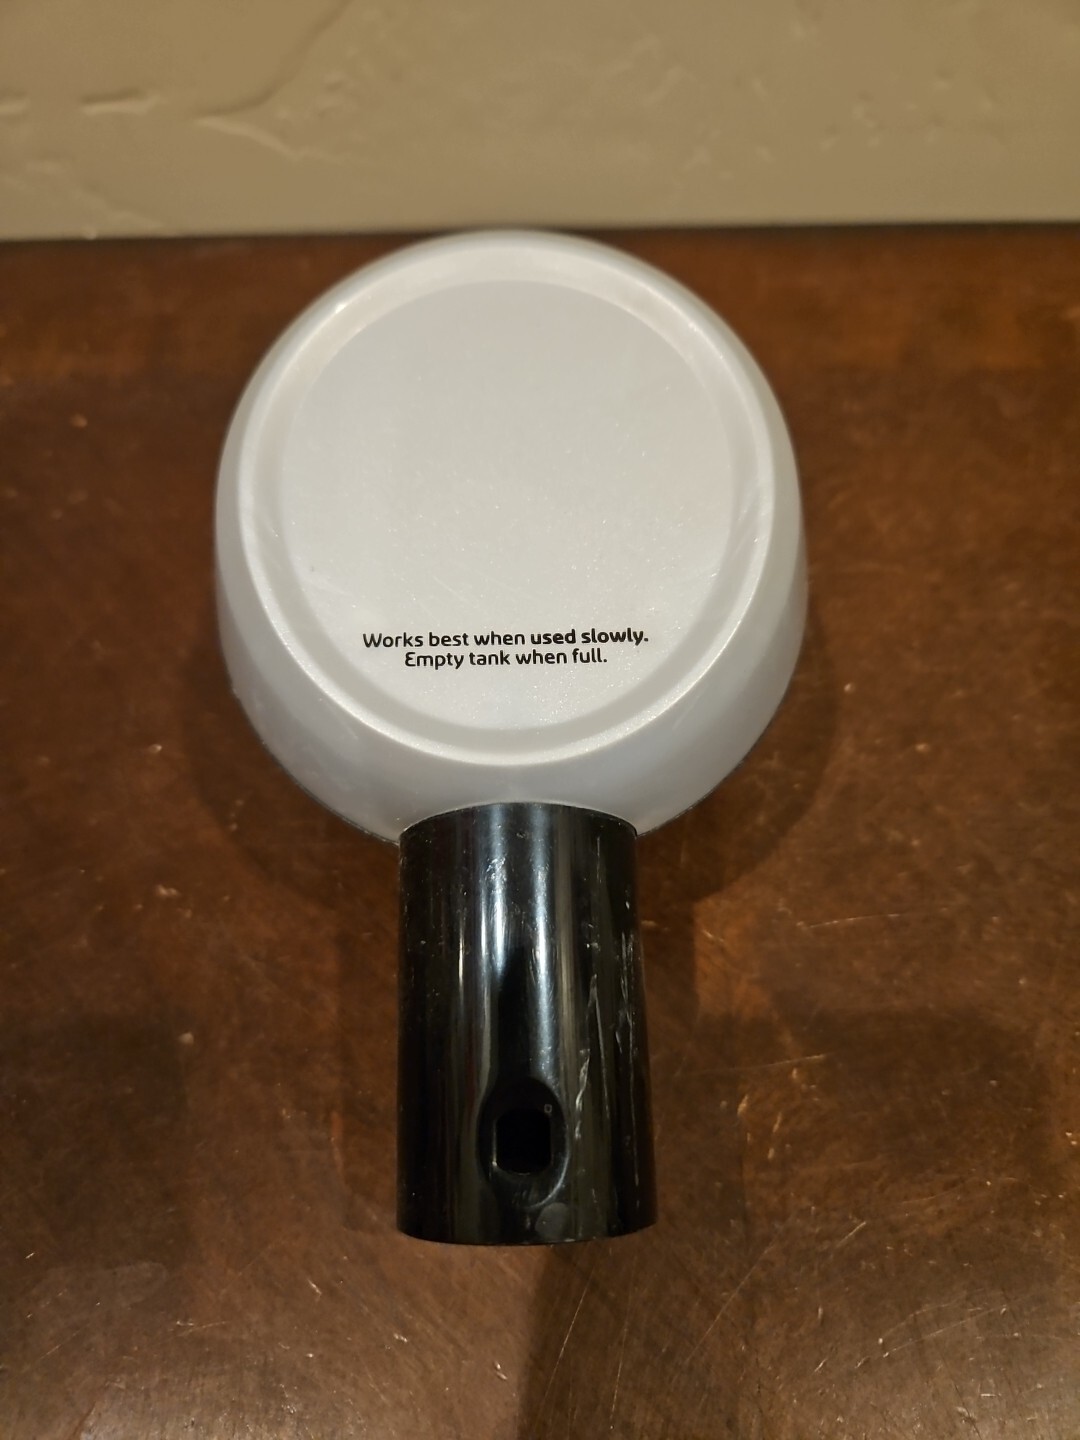 Works best when used slowly.
Empty tank when full.